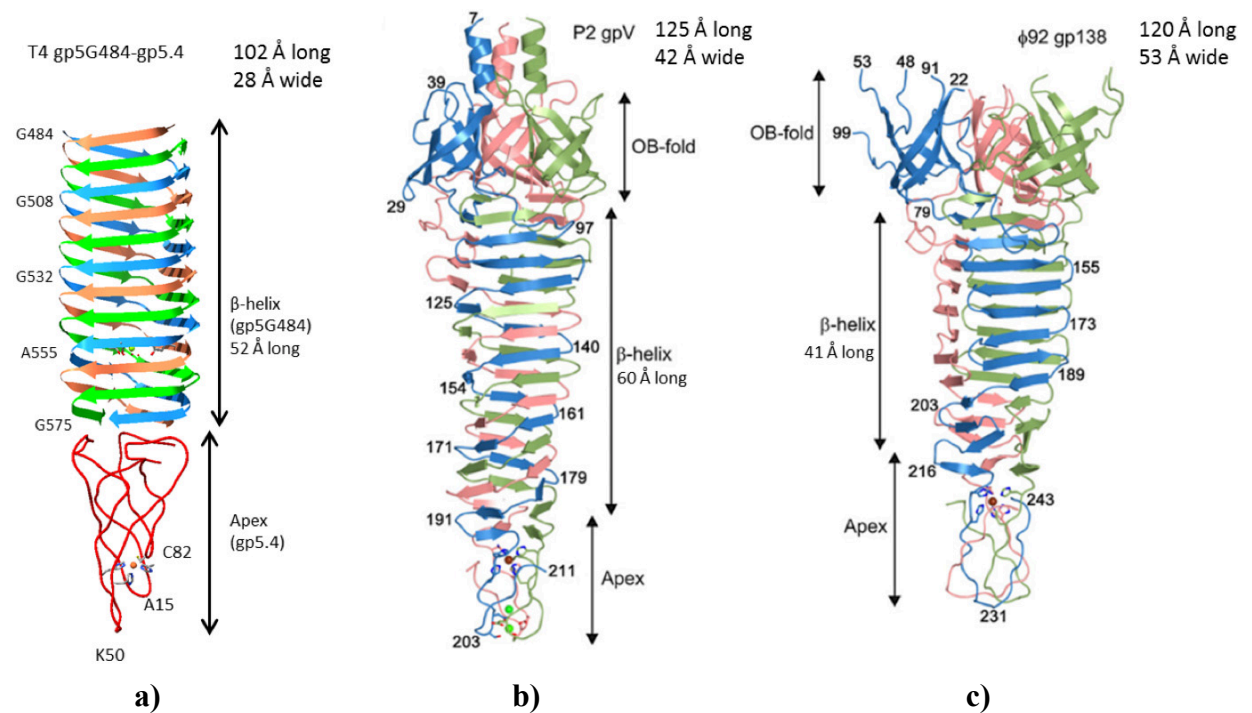 T4 gp5G484-gp5.4
102 Å long
28 Å wide
G484
G508
G532
A555
G575
β-helix
(gp5G484)
52 Å long
Apex
(gp5.4)
C82
A15
K50
a)
7
P2 gpV
125 Å long
42 Å wide
39
OB-fold
29
97
125
140
β-helix
60 Å long
154
161
171
179
191
211
Apex
203
b)
ϕ92 gp138
120 Å long
53 Å wide
53
48
91
22
OB-fold
99
79
155
β-helix
41 Å long
173
189
203
216
243
Apex
231
c)